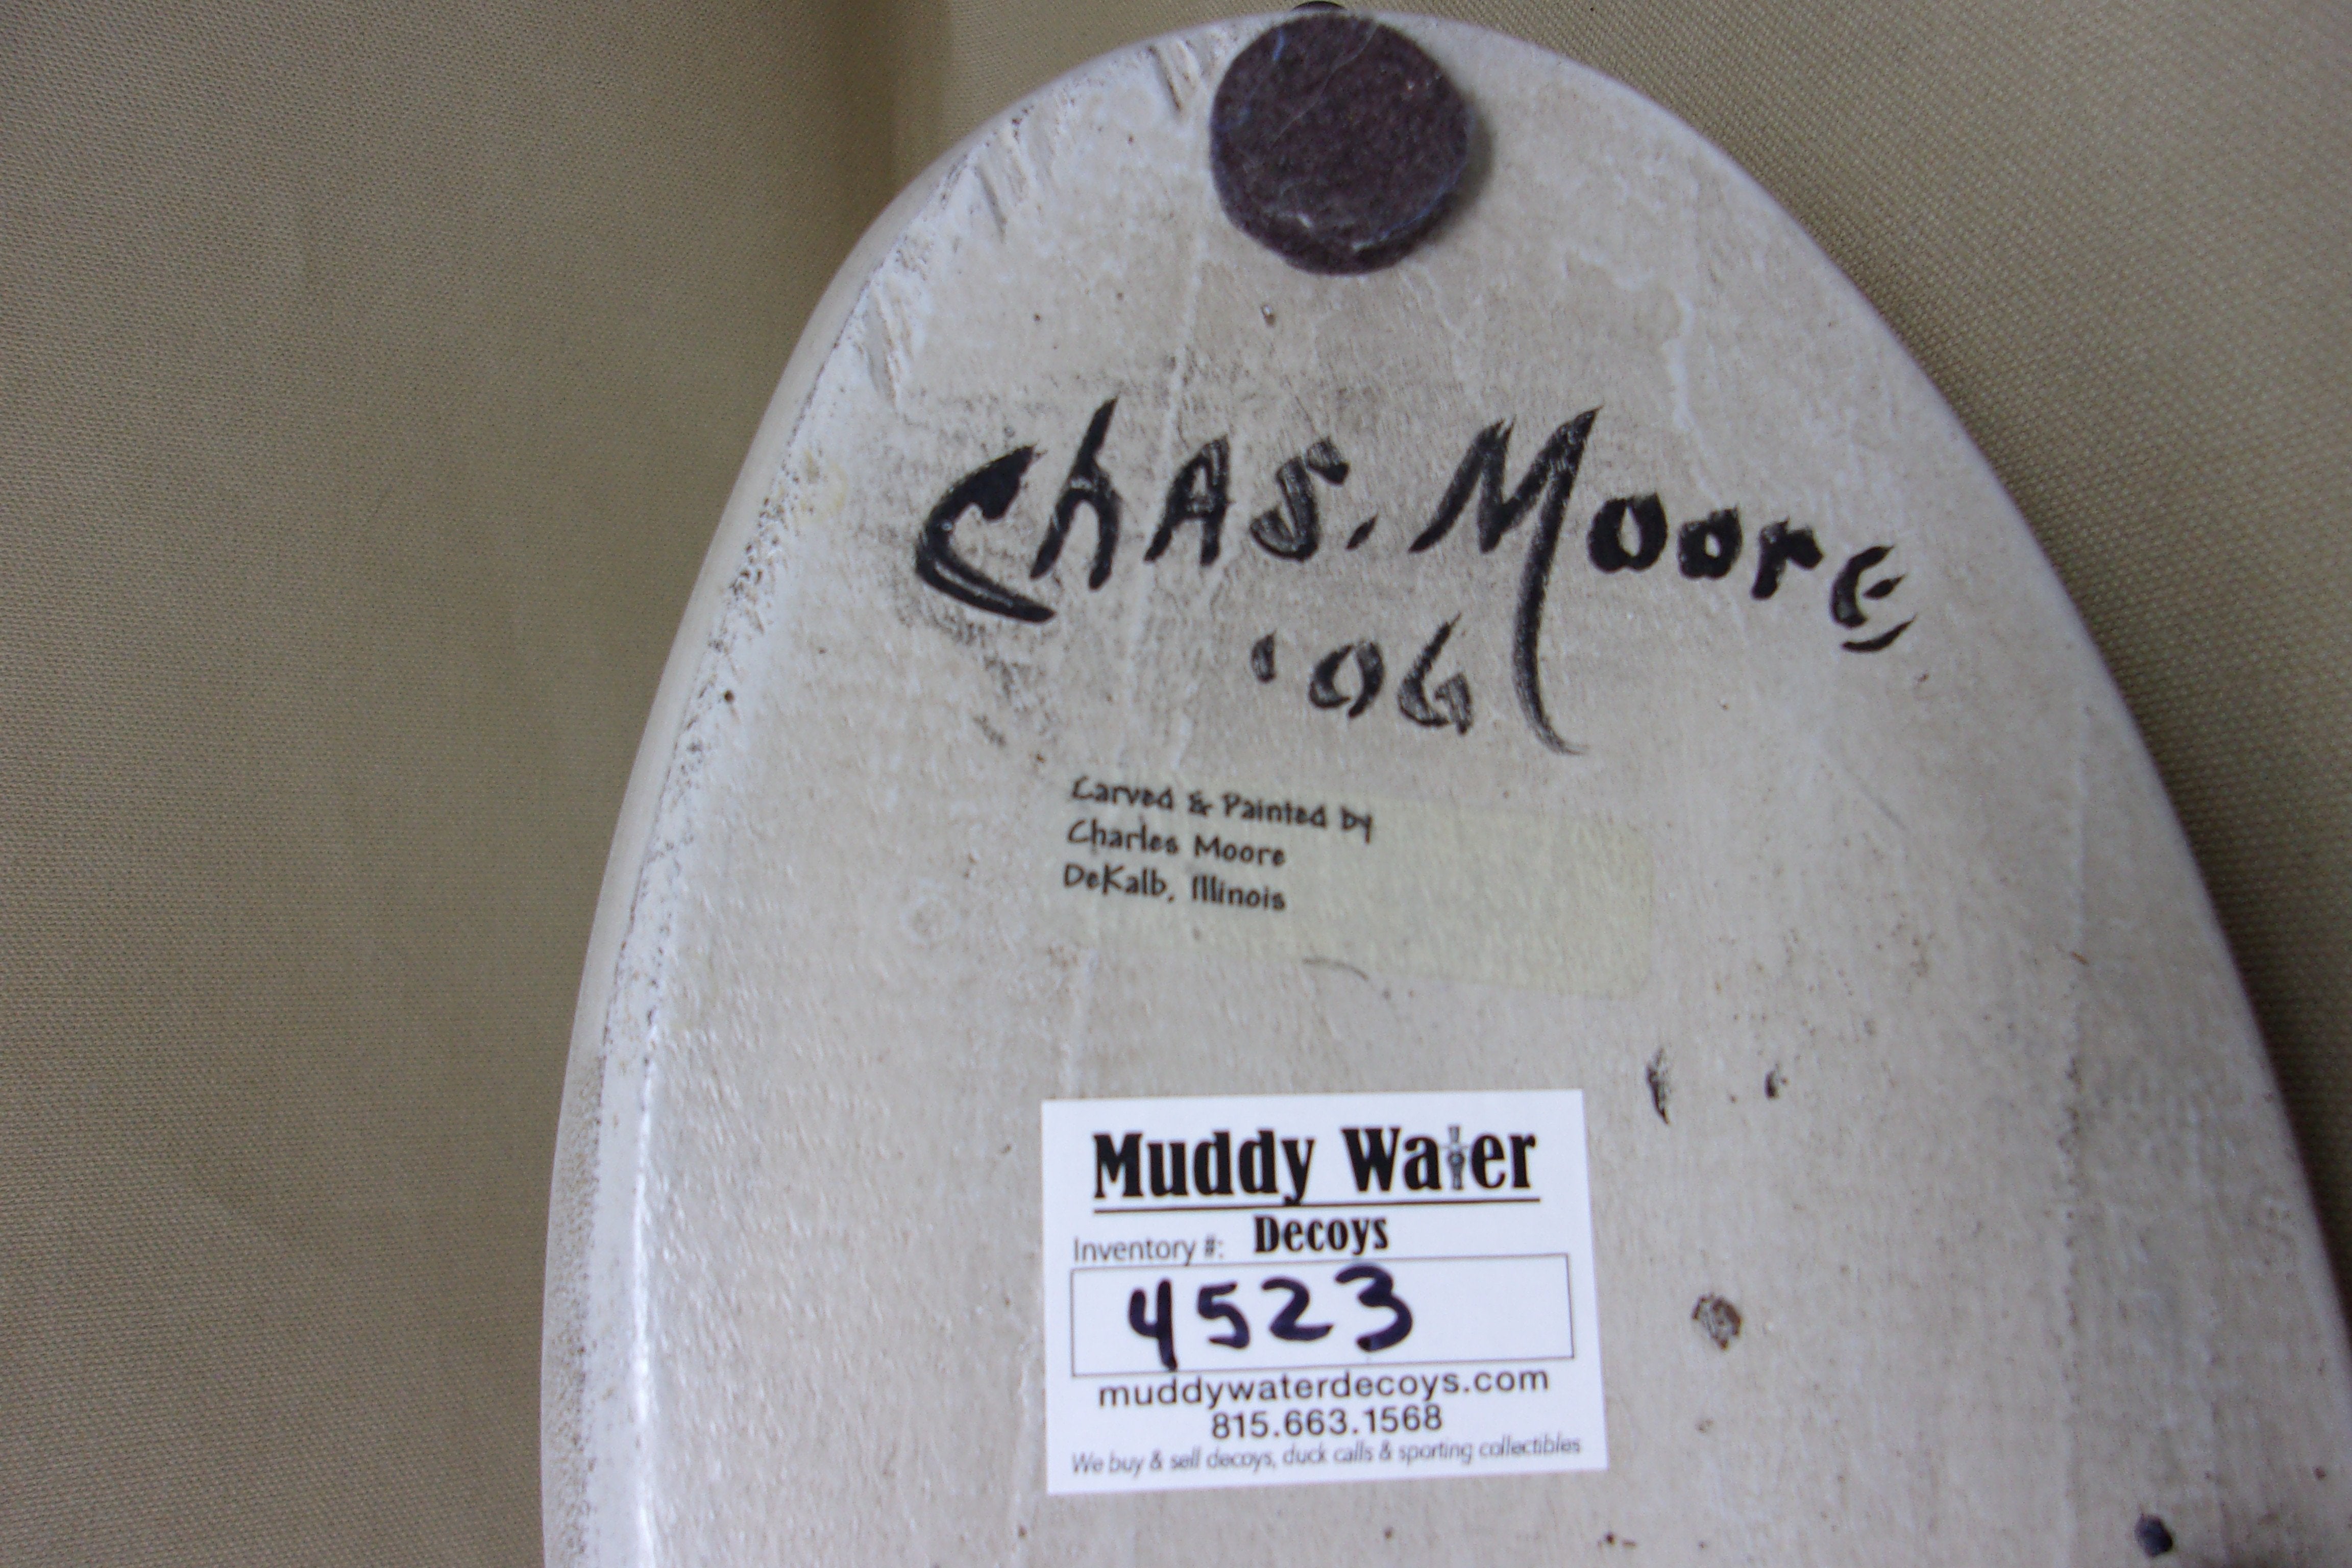 Chas. Moore
'06
Carved & Painted by
Charles Moore
DeKalb, Illinois
Muddy Water
Decoys
Inventory #:
4523
muddywaterdecoys.com
815.663.1568
We buy & sell decoys, duck calls & sporting collectibles